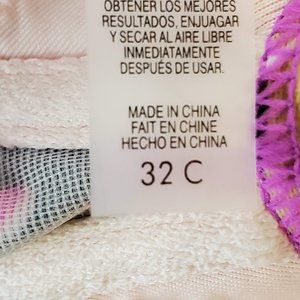 OBTENER LOS MEJORES
RESULTADOS, ENJUAGAR
Y SECAR AL AIRE LIBRE
INMEDIATAMENTE
DESPUÉS DE USAR.
MADE IN CHINA
FAIT EN CHINE
HECHO EN CHINA
32 C